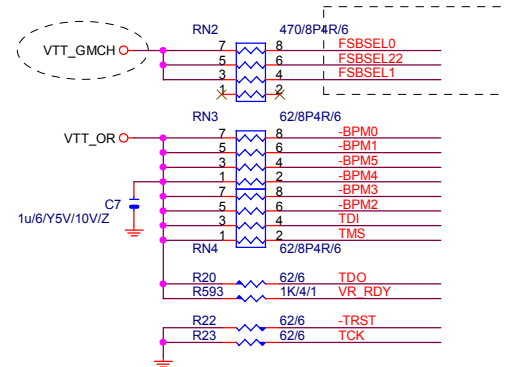 RN2 470/8P4R/6
VTT_GMCH 7 8 FSBSEL0
5 6 FSBSEL22
3 4 FSBSEL1
1 2
RN3 62/8P4R/6
VTT_OR 7 8 -BPM0
5 6 -BPM1
3 4 -BPM5
1 2 -BPM4
7 8 -BPM3
C7 5 6 -BPM2
1u/6/Y5V/10V/Z 3 4 TDI
1 2 TMS
RN4 62/8P4R/6
R20 62/6 TDO
R593 1K/4/1 VR_RDY
R22 62/6 -TRST
R23 62/6 TCK